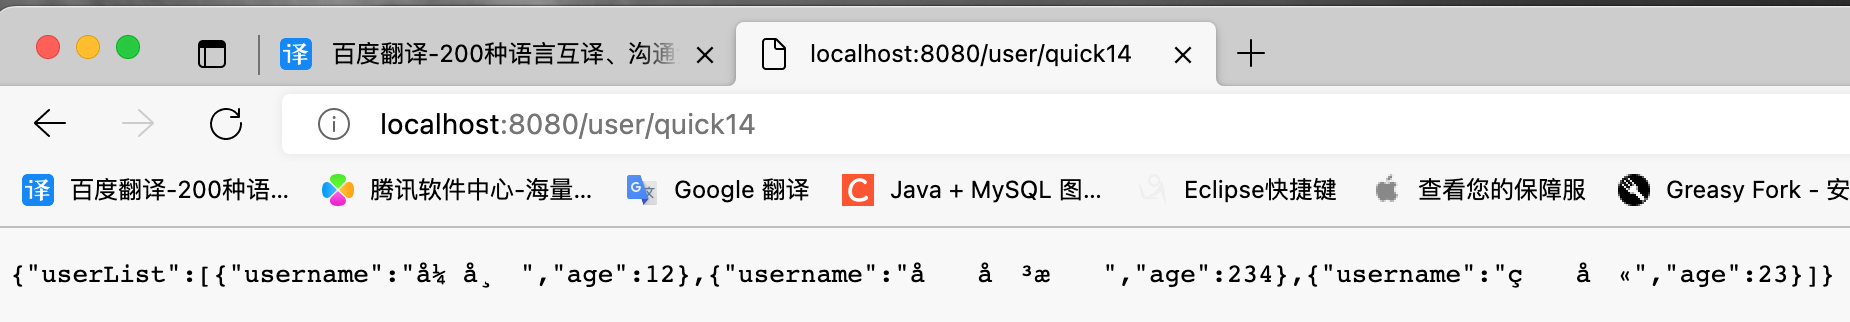 百度翻译-200种语言互译、沟通
localhost:8080/user/quick14
localhost:8080/user/quick14
百度翻译-200种语...
腾讯软件中心-海量...
Google 翻译
Java + MySQL 图...
Eclipse快捷键
查看您的保障服
Greasy Fork - 安
{"userList":[{"username":"å¼ å¸ ","age":12},{"username":"å å ³æ ","age":234},{"username":"ç å «","age":23}]}